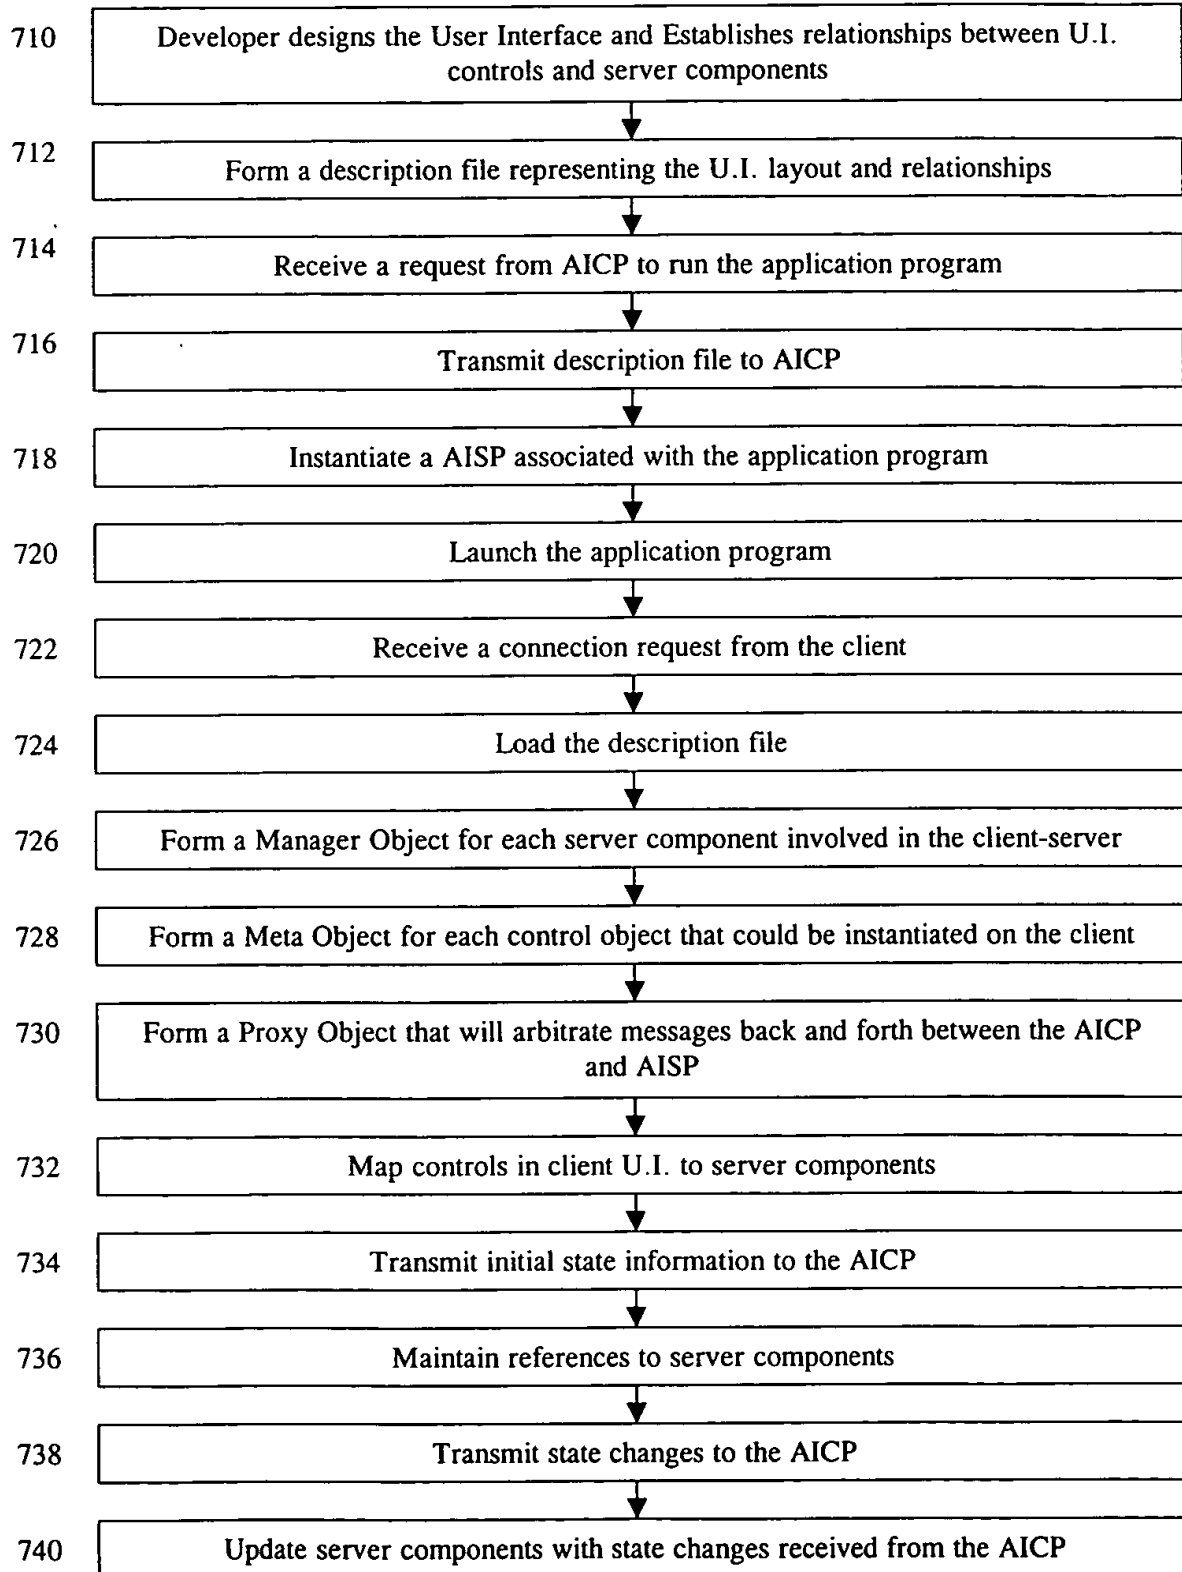 710
Developer designs the User Interface and Establishes relationships between U.I.
controls and server components
712
Form a description file representing the U.I. layout and relationships
714
Receive a request from AICP to run the application program
716
Transmit description file to AICP
718
Instantiate a AISP associated with the application program
720
Launch the application program
722
Receive a connection request from the client
724
Load the description file
726
Form a Manager Object for each server component involved in the client-server
728
Form a Meta Object for each control object that could be instantiated on the client
730
Form a Proxy Object that will arbitrate messages back and forth between the AICP
and AISP
732
Map controls in client U.I. to server components
734
Transmit initial state information to the AICP
736
Maintain references to server components
738
Transmit state changes to the AICP
740
Update server components with state changes received from the AICP